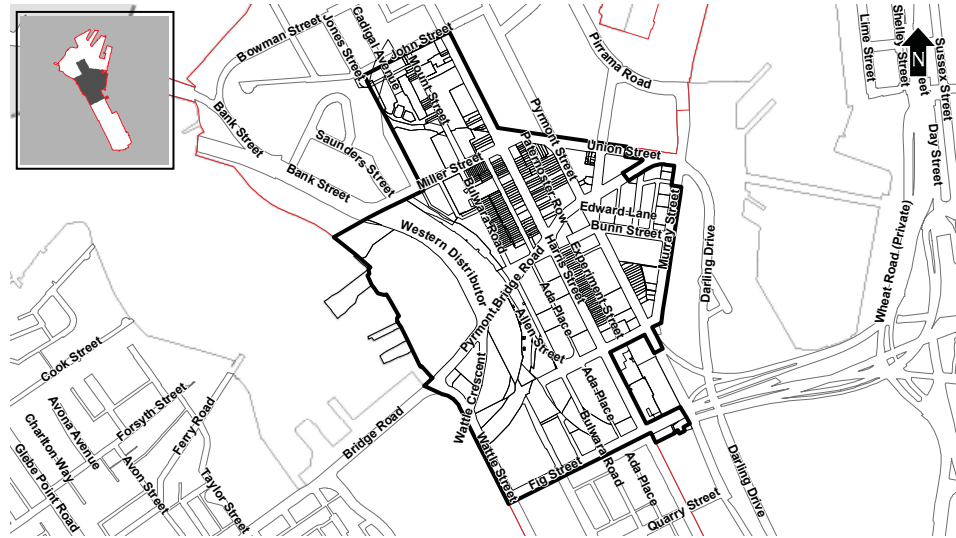 Bowman Street
Jones Street
Cadigal Avenue
John Street
Mount Street
Pirrama Road
Lime Street
Shelley Street
Sussex Street
N
Day Street
Bank Street
Saunders Street
Bank Street
Miller Street
Pyrmont Street
Paternoster Row
Union Street
Edward Lane
Bunn Street
Murray Street
Bulwara Road
Western Distributor
Harris Street
Experiment Street
Darling Drive
Wheat Road (Private)
Pyrmont Bridge Road
Ada Place
Allen Street
Wattle Crescent
Cook Street
Avona Avenue
Forsyth Street
Ferry Road
Charlton Way
Glebe Point Road
Avon Street
Taylor Street
Bridge Road
Wattle Street
Fig Street
Ada Place
Bulwara Road
Ada Place
Quarry Street
Darling Drive